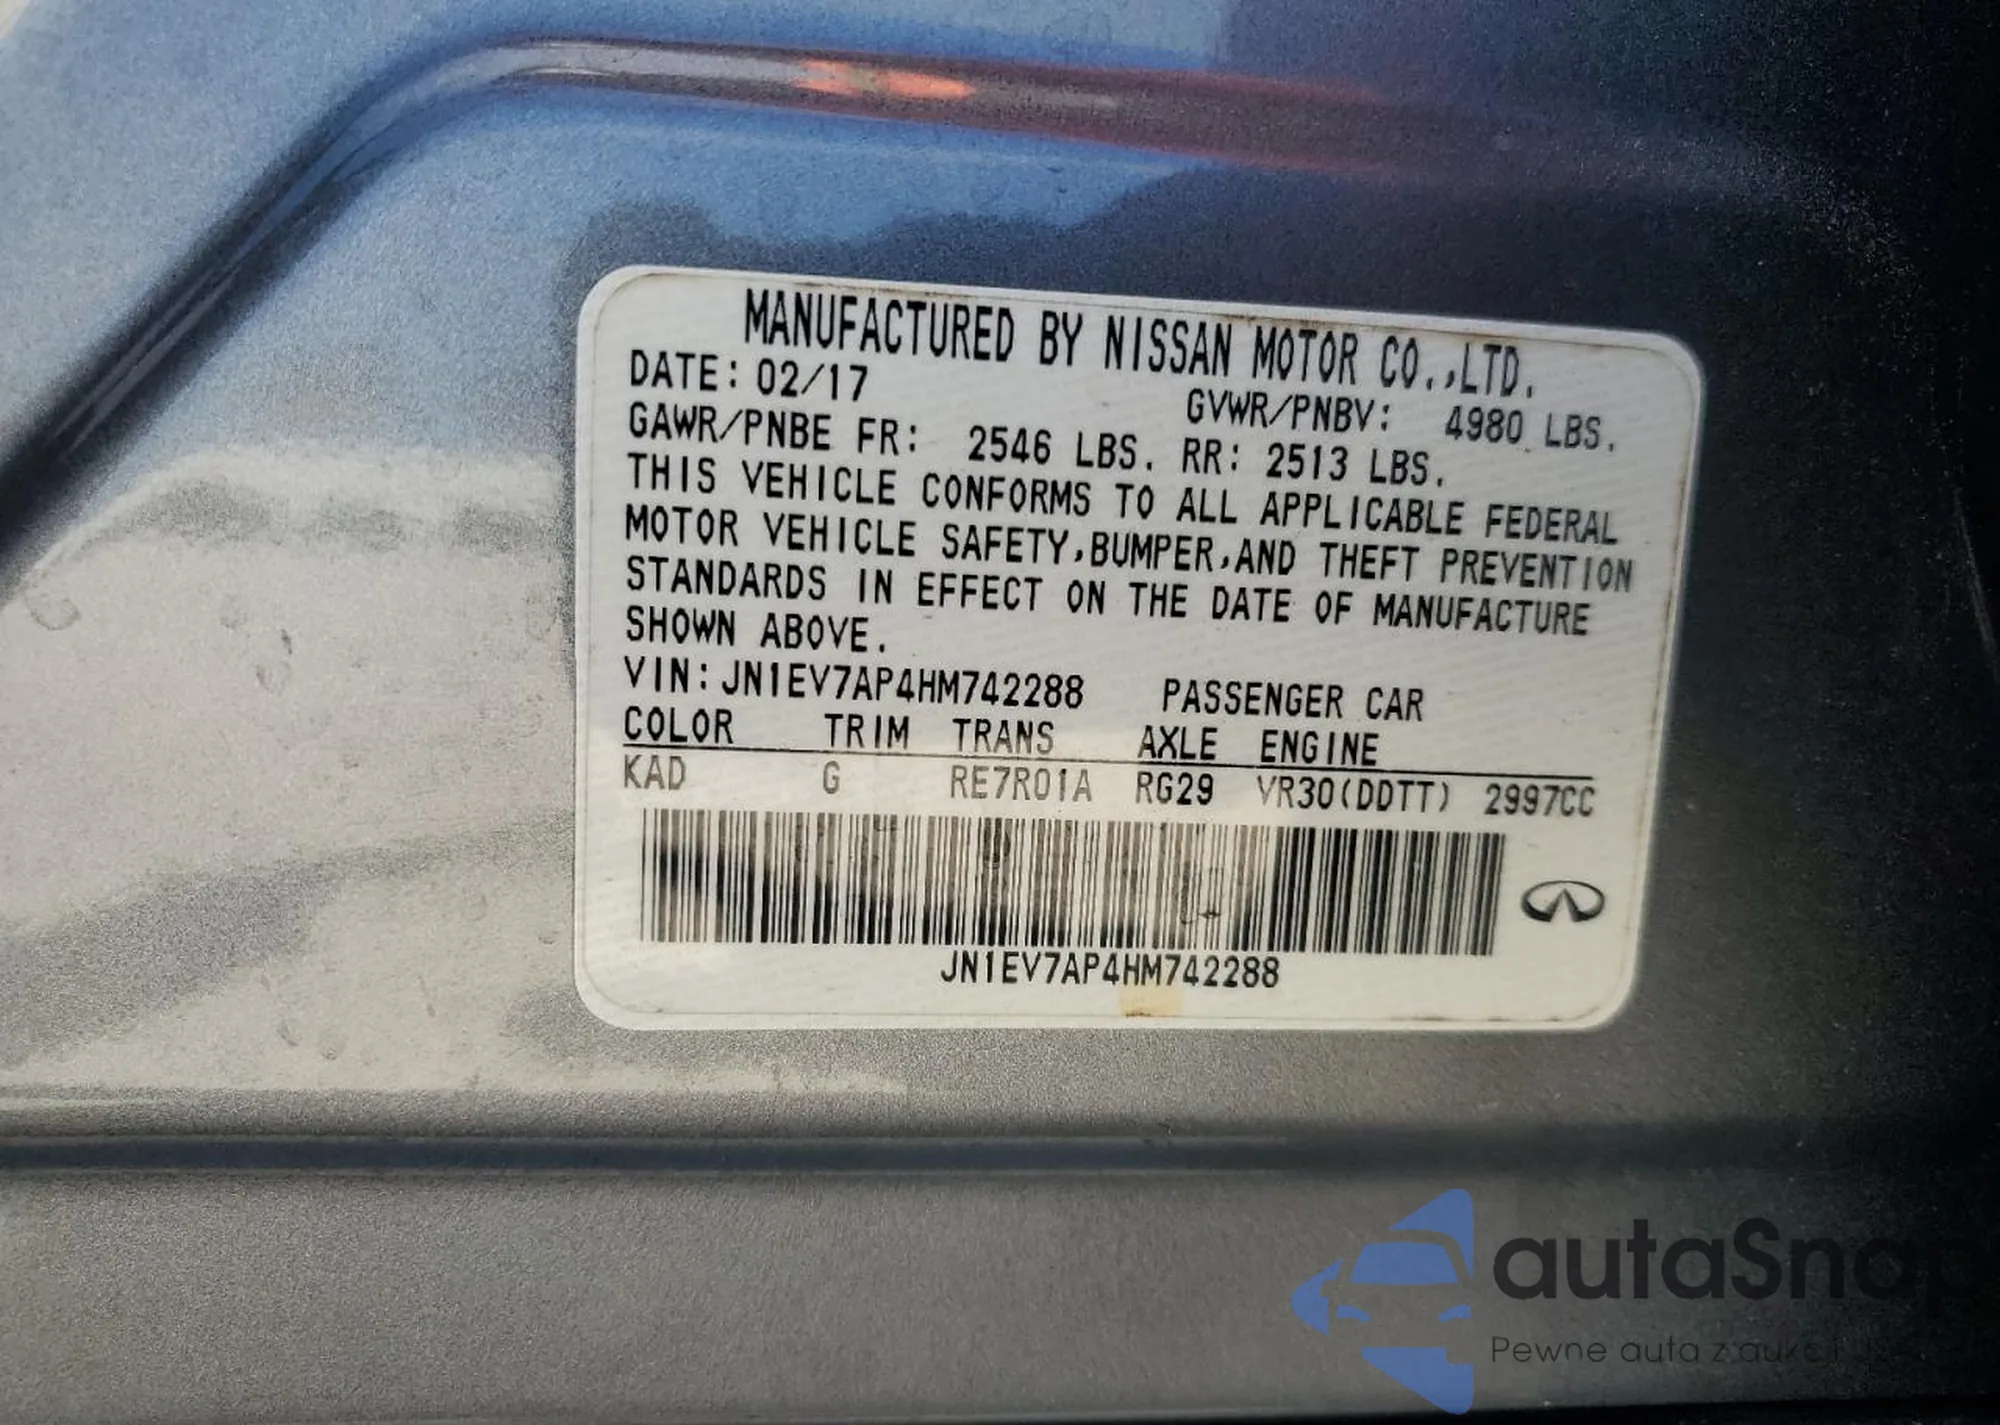 MANUFACTURED BY NISSAN MOTOR CO.,LTD.
DATE: 02/17 GVWR/PNBV: 4980 LBS.
GAWR/PNBE FR: 2546 LBS. RR: 2513 LBS.
THIS VEHICLE CONFORMS TO ALL APPLICABLE FEDERAL
MOTOR VEHICLE SAFETY,BUMPER,AND THEFT PREVENTION
STANDARDS IN EFFECT ON THE DATE OF MANUFACTURE
SHOWN ABOVE.
VIN: JN1EV7AP4HM742288 PASSENGER CAR
COLOR TRIM TRANS AXLE ENGINE
KAD G RE7R01A RG29 VR30(DDTT) 2997CC
JN1EV7AP4HM742288
autaSnap
Pewne auta z